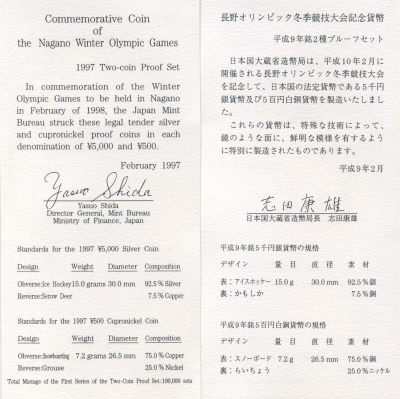 Commemorative Coin
of
the Nagano Winter Olympic Games
1997 Two-coin Proof Set
In commemoration of the Winter
Olympic Games to be held in Nagano
in February of 1998, the Japan Mint
Bureau struck these legal tender silver
and cupronickel proof coins in each
denomination of ¥5,000 and ¥500.
February 1997
Yasuo Shida
Yasuo Shida
Director General, Mint Bureau
Ministry of Finance, Japan
Standards for the 1997 ¥5,000 Silver Coin
Design Weight Diameter Composition
Obverse:Ice Hockey 15.0 grams 30.0 mm 92.5% Silver
Reverse:Serow Deer 7.5% Copper
Standards for the 1997 ¥500 Cupronickel Coin
Design Weight Diameter Composition
Obverse:Snowboarding 7.2 grams 26.5 mm 75.0% Copper
Reverse:Grouse 25.0% Nickel
Total Mintage of the First Series of the Two-Coin Proof Set:100,000 sets
長野オリンピック冬季競技大会記念貨幣
平成9年銘2種プルーフセット
日本国大蔵省造幣局は、平成10年2月に
開催される長野オリンピック冬季競技大会
を記念して、日本国の法定貨幣である5千円
銀貨幣及び5百円白銅貨幣を製造いたしまし
た。
これらの貨幣は、特殊な技術によって、
鏡のような面に、鮮明な模様を有するよう
に特別に製造されたものであります。
平成9年2月
志田康雄
日本国大蔵省造幣局長 志田康雄
平成9年銘5千円銀貨幣の規格
デザイン 量目 直径 素材
表：アイスホッケー 15.0g 30.0mm 92.5%銀
裏：かもしか 7.5%銅
平成9年銘5百円白銅貨幣の規格
デザイン 量目 直径 素材
表：スノーボード 7.2g 26.5mm 75.0%銅
裏：らいちょう 25.0%ニッケル